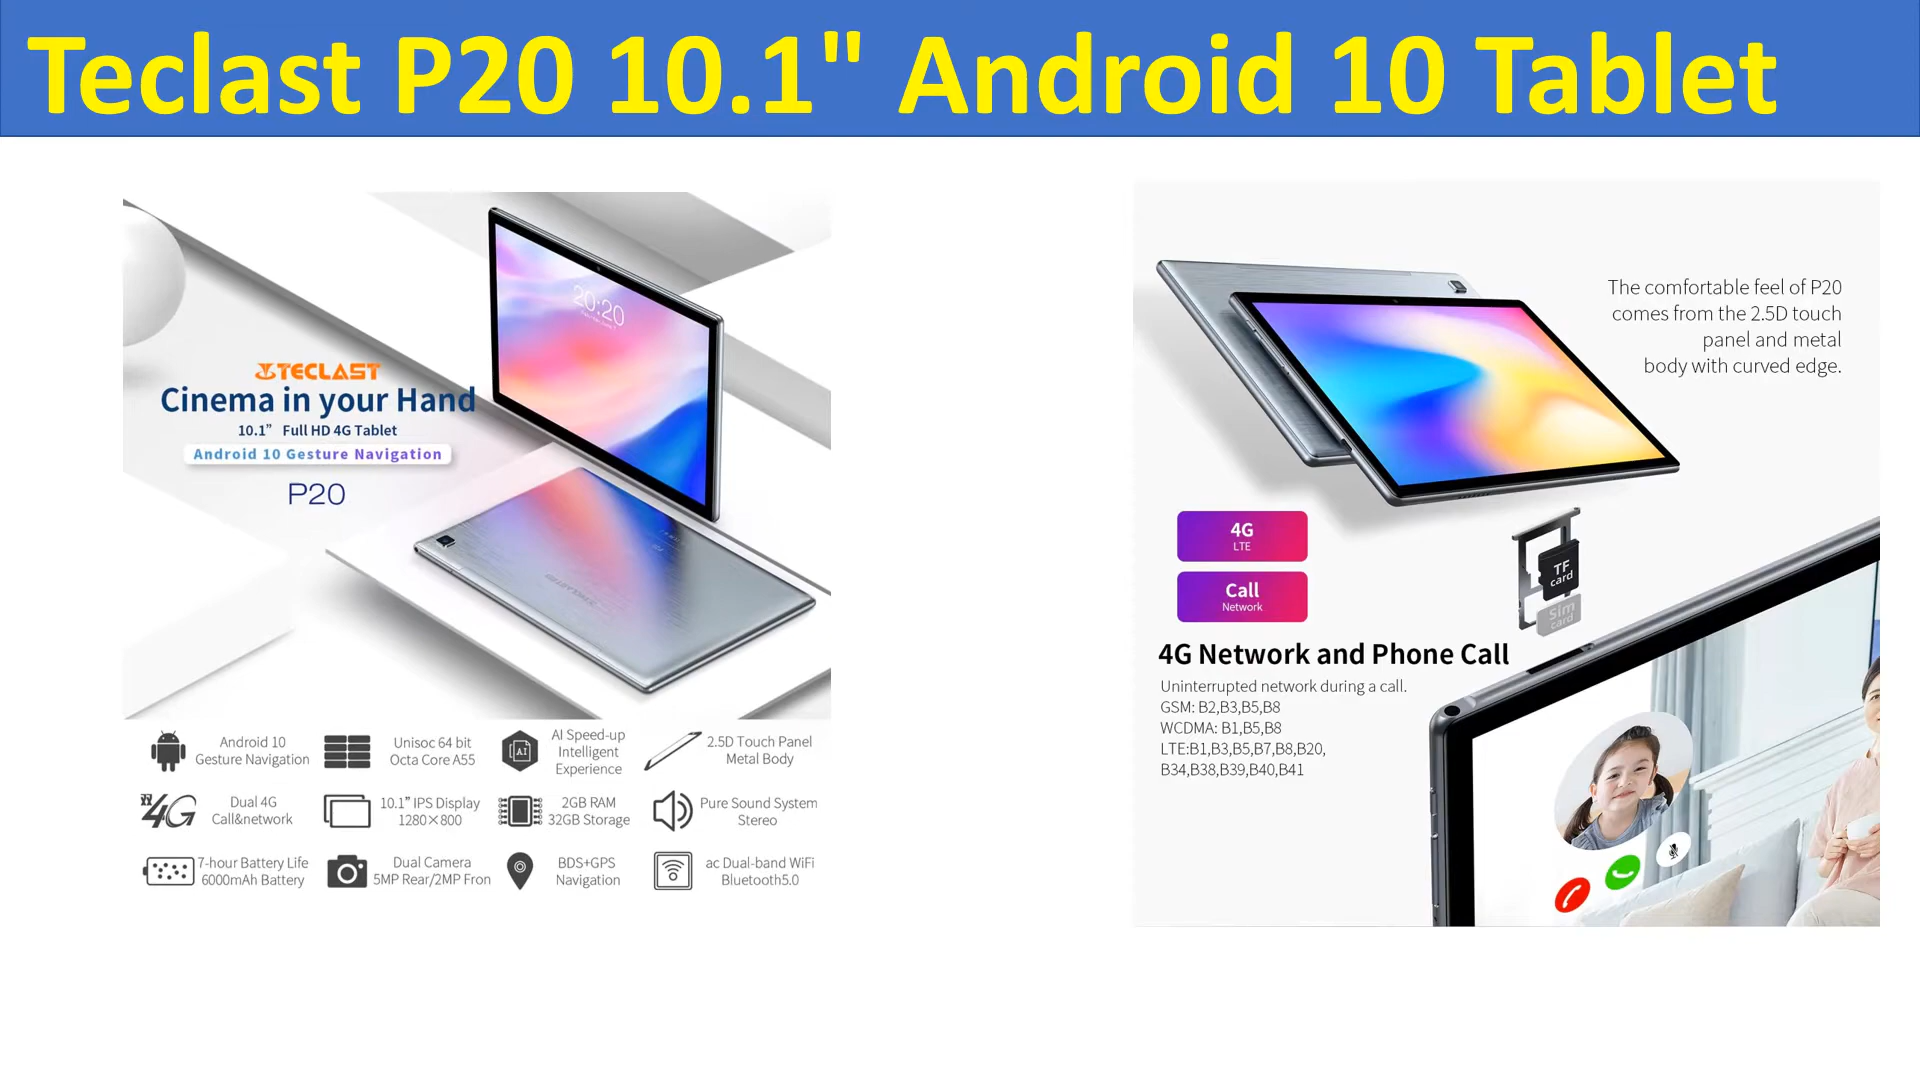 Teclast P20 10.1" Android 10 Tablet
TECLAST
Cinema in your Hand
10.1” Full HD 4G Tablet
Android 10 Gesture Navigation
P20
20:20
Android 10
Gesture Navigation
Unisoc 64 bit
Octa Core A55
AI
AI Speed-up
Intelligent
Experience
2.5D Touch Panel
Metal Body
4G
Dual 4G
Call&network
10.1” IPS Display
1280×800
2GB RAM
32GB Storage
Pure Sound System
Stereo
7-hour Battery Life
6000mAh Battery
Dual Camera
5MP Rear/2MP Fron
BDS+GPS
Navigation
ac Dual-band WiFi
Bluetooth5.0
The comfortable feel of P20
comes from the 2.5D touch
panel and metal
body with curved edge.
4G
LTE
Call
Network
TF
card
Sim
card
4G Network and Phone Call
Uninterrupted network during a call.
GSM: B2,B3,B5,B8
WCDMA: B1,B5,B8
LTE:B1,B3,B5,B7,B8,B20,
B34,B38,B39,B40,B41